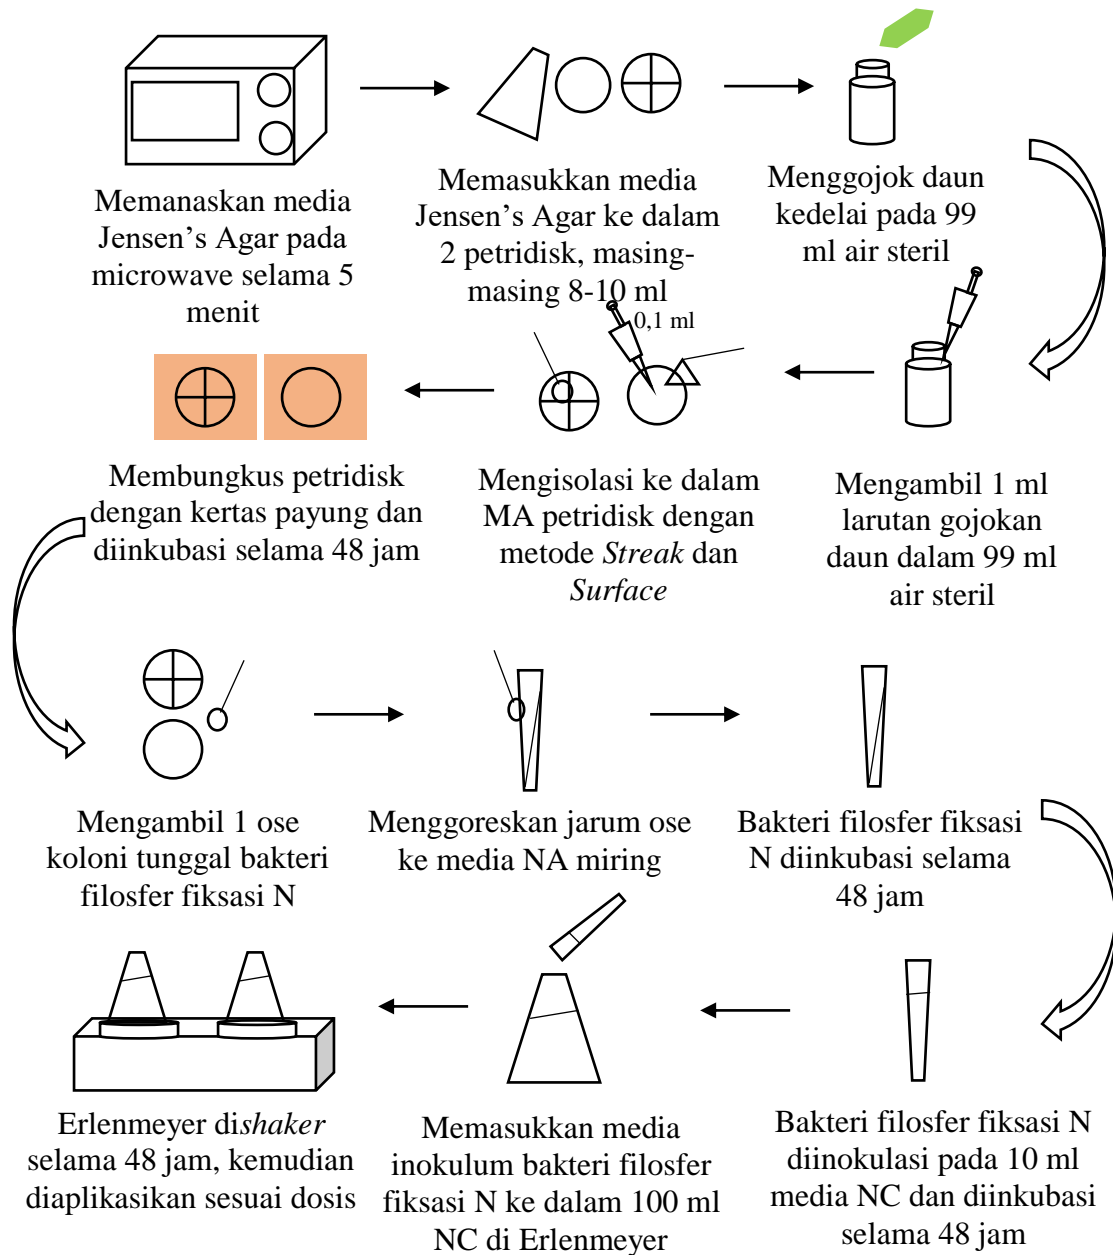 Memanaskan media
Jensen's Agar pada
microwave selama 5
menit
Memasukkan media
Jensen's Agar ke dalam
2 petridisk, masing-
masing 8-10 ml
Menggojok daun
kedelai pada 99
ml air steril
Mengambil 1 ml
larutan gojokan
daun dalam 99 ml
air steril
0,1 ml
Mengisolasi ke dalam
MA petridisk dengan
metode Streak dan
Surface
Membungkus petridisk
dengan kertas payung dan
diinkubasi selama 48 jam
Mengambil 1 ose
koloni tunggal bakteri
filosfer fiksasi N
Menggoreskan jarum ose
ke media NA miring
Bakteri filosfer fiksasi
N diinkubasi selama
48 jam
Bakteri filosfer fiksasi N
diinokulasi pada 10 ml
media NC dan diinkubasi
selama 48 jam
Memasukkan media
inokulum bakteri filosfer
fiksasi N ke dalam 100 ml
NC di Erlenmeyer
Erlenmeyer dishaker
selama 48 jam, kemudian
diaplikasikan sesuai dosis